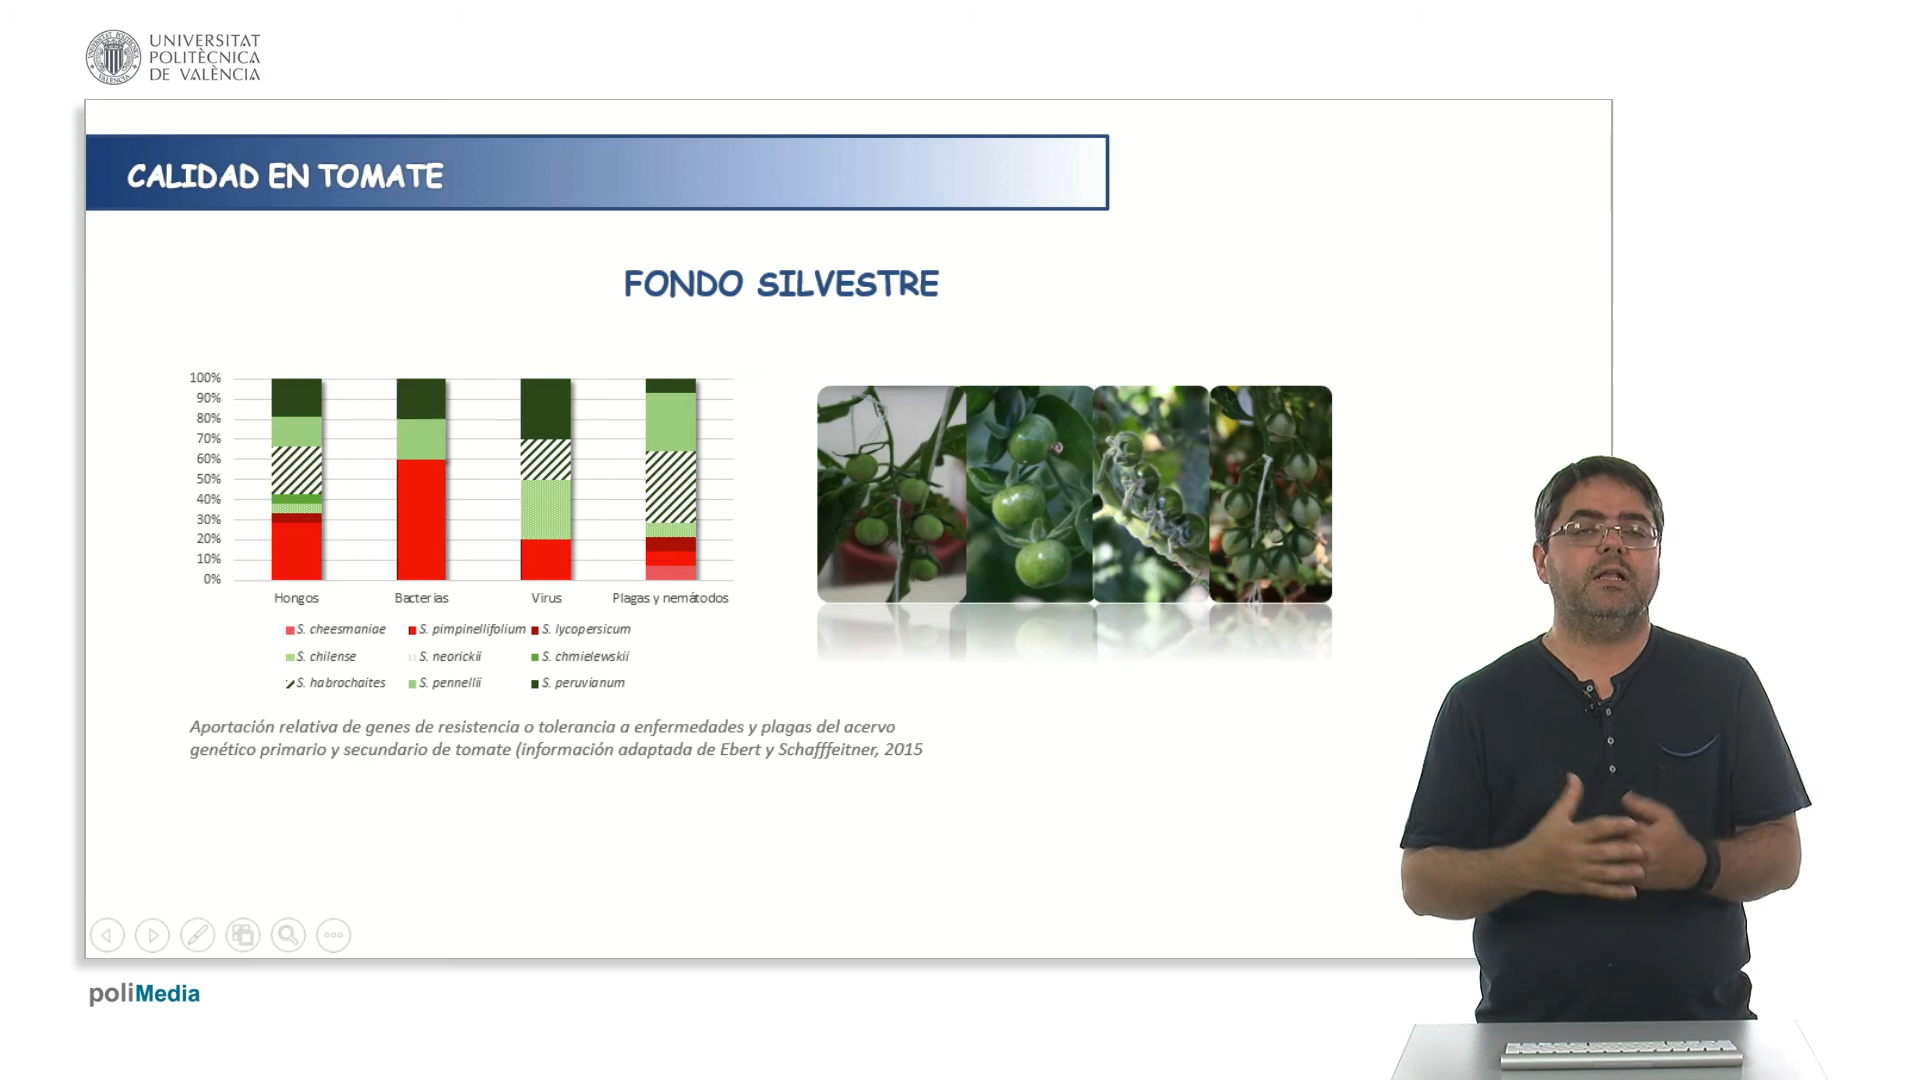 UNIVERSITAT
POLITÈCNICA
DE VALÈNCIA
CALIDAD EN TOMATE
FONDO SILVESTRE
100%
90%
80%
70%
60%
50%
40%
30%
20%
10%
0%
Hongos Bacterias Virus Plagas y nemátodos
S. cheesmaniae S. pimpinellifolium S. lycopersicum
S. chilense S. neorickii S. chmielewskii
S. habrochaites S. pennellii S. peruvianum
Aportación relativa de genes de resistencia o tolerancia a enfermedades y plagas del acervo
genético primario y secundario de tomate (información adaptada de Ebert y Schafffeitner, 2015
poliMedia